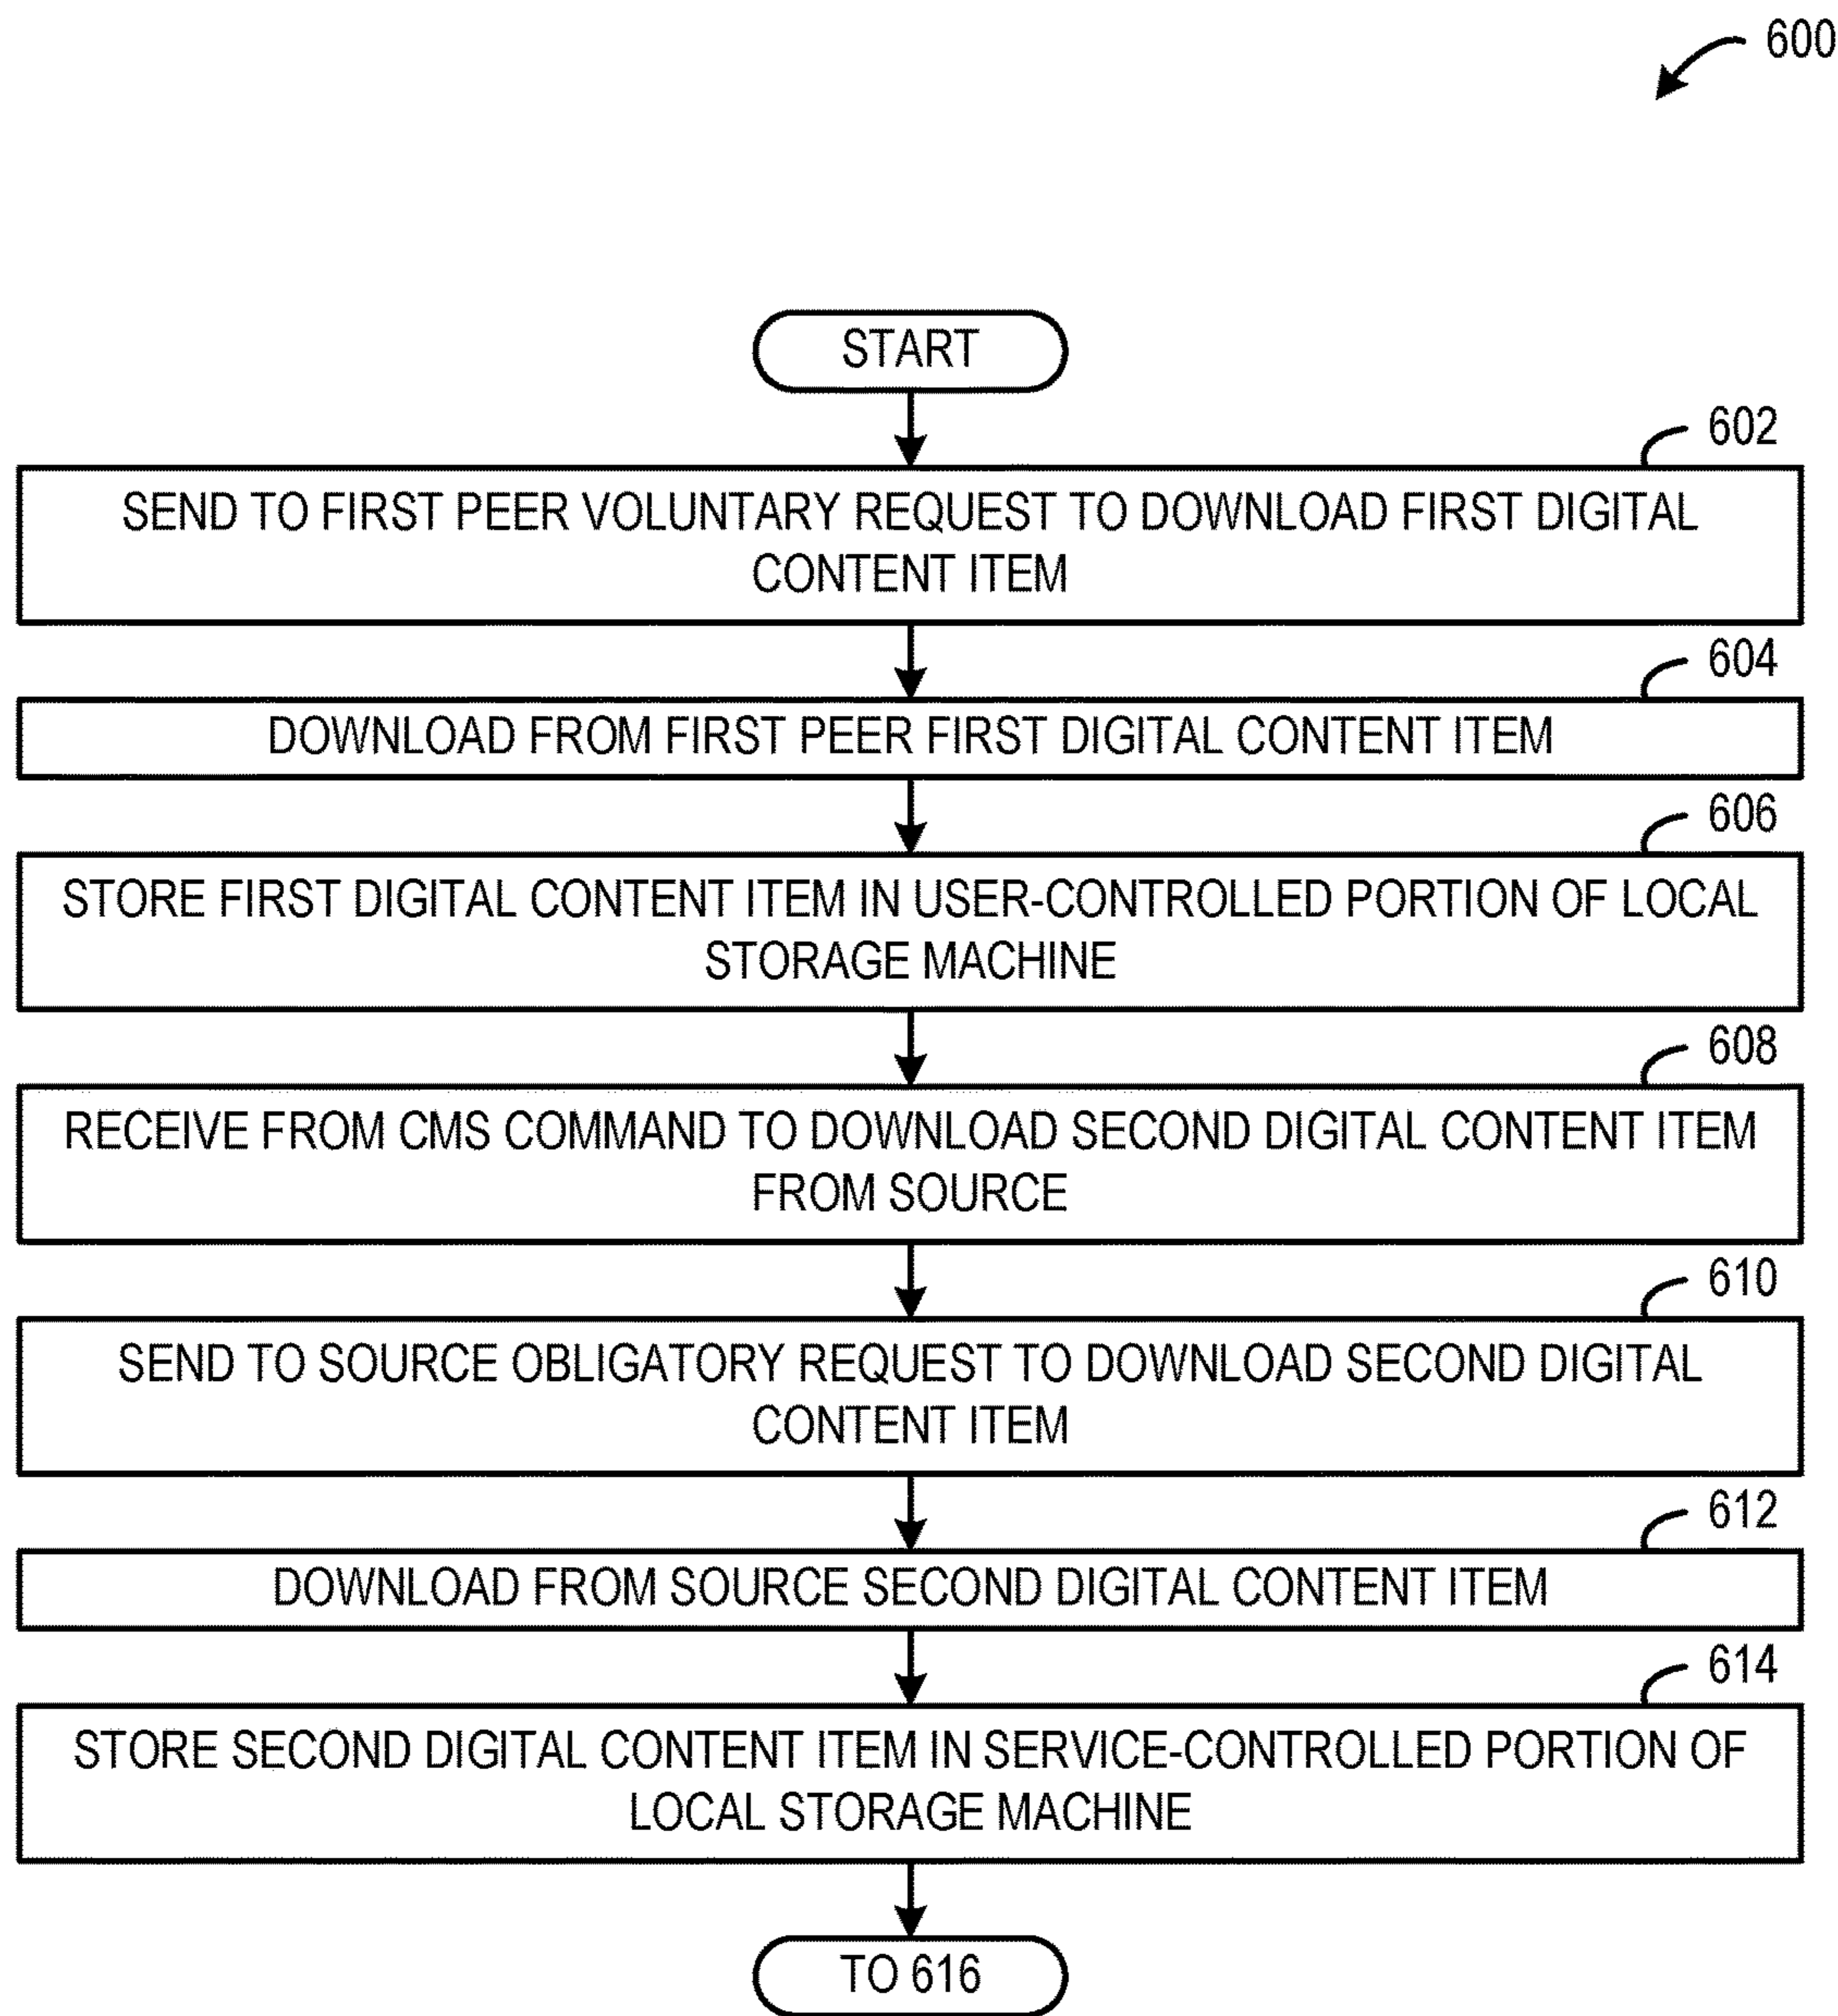 600
START
602
SEND TO FIRST PEER VOLUNTARY REQUEST TO DOWNLOAD FIRST DIGITAL
CONTENT ITEM
604
DOWNLOAD FROM FIRST PEER FIRST DIGITAL CONTENT ITEM
606
STORE FIRST DIGITAL CONTENT ITEM IN USER-CONTROLLED PORTION OF LOCAL
STORAGE MACHINE
608
RECEIVE FROM CMS COMMAND TO DOWNLOAD SECOND DIGITAL CONTENT ITEM
FROM SOURCE
610
SEND TO SOURCE OBLIGATORY REQUEST TO DOWNLOAD SECOND DIGITAL
CONTENT ITEM
612
DOWNLOAD FROM SOURCE SECOND DIGITAL CONTENT ITEM
614
STORE SECOND DIGITAL CONTENT ITEM IN SERVICE-CONTROLLED PORTION OF
LOCAL STORAGE MACHINE
TO 616